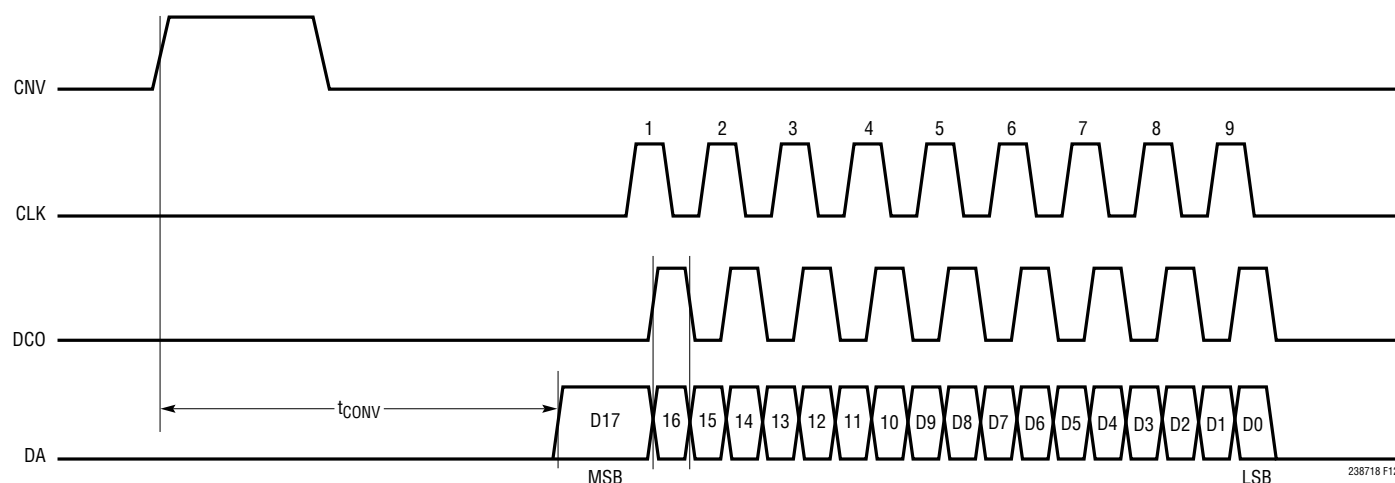 CNV
1 2 3 4 5 6 7 8 9
CLK
DCO
tCONV
D17 16 15 14 13 12 11 10 D9 D8 D7 D6 D5 D4 D3 D2 D1 D0
DA
MSB LSB
238718 F12